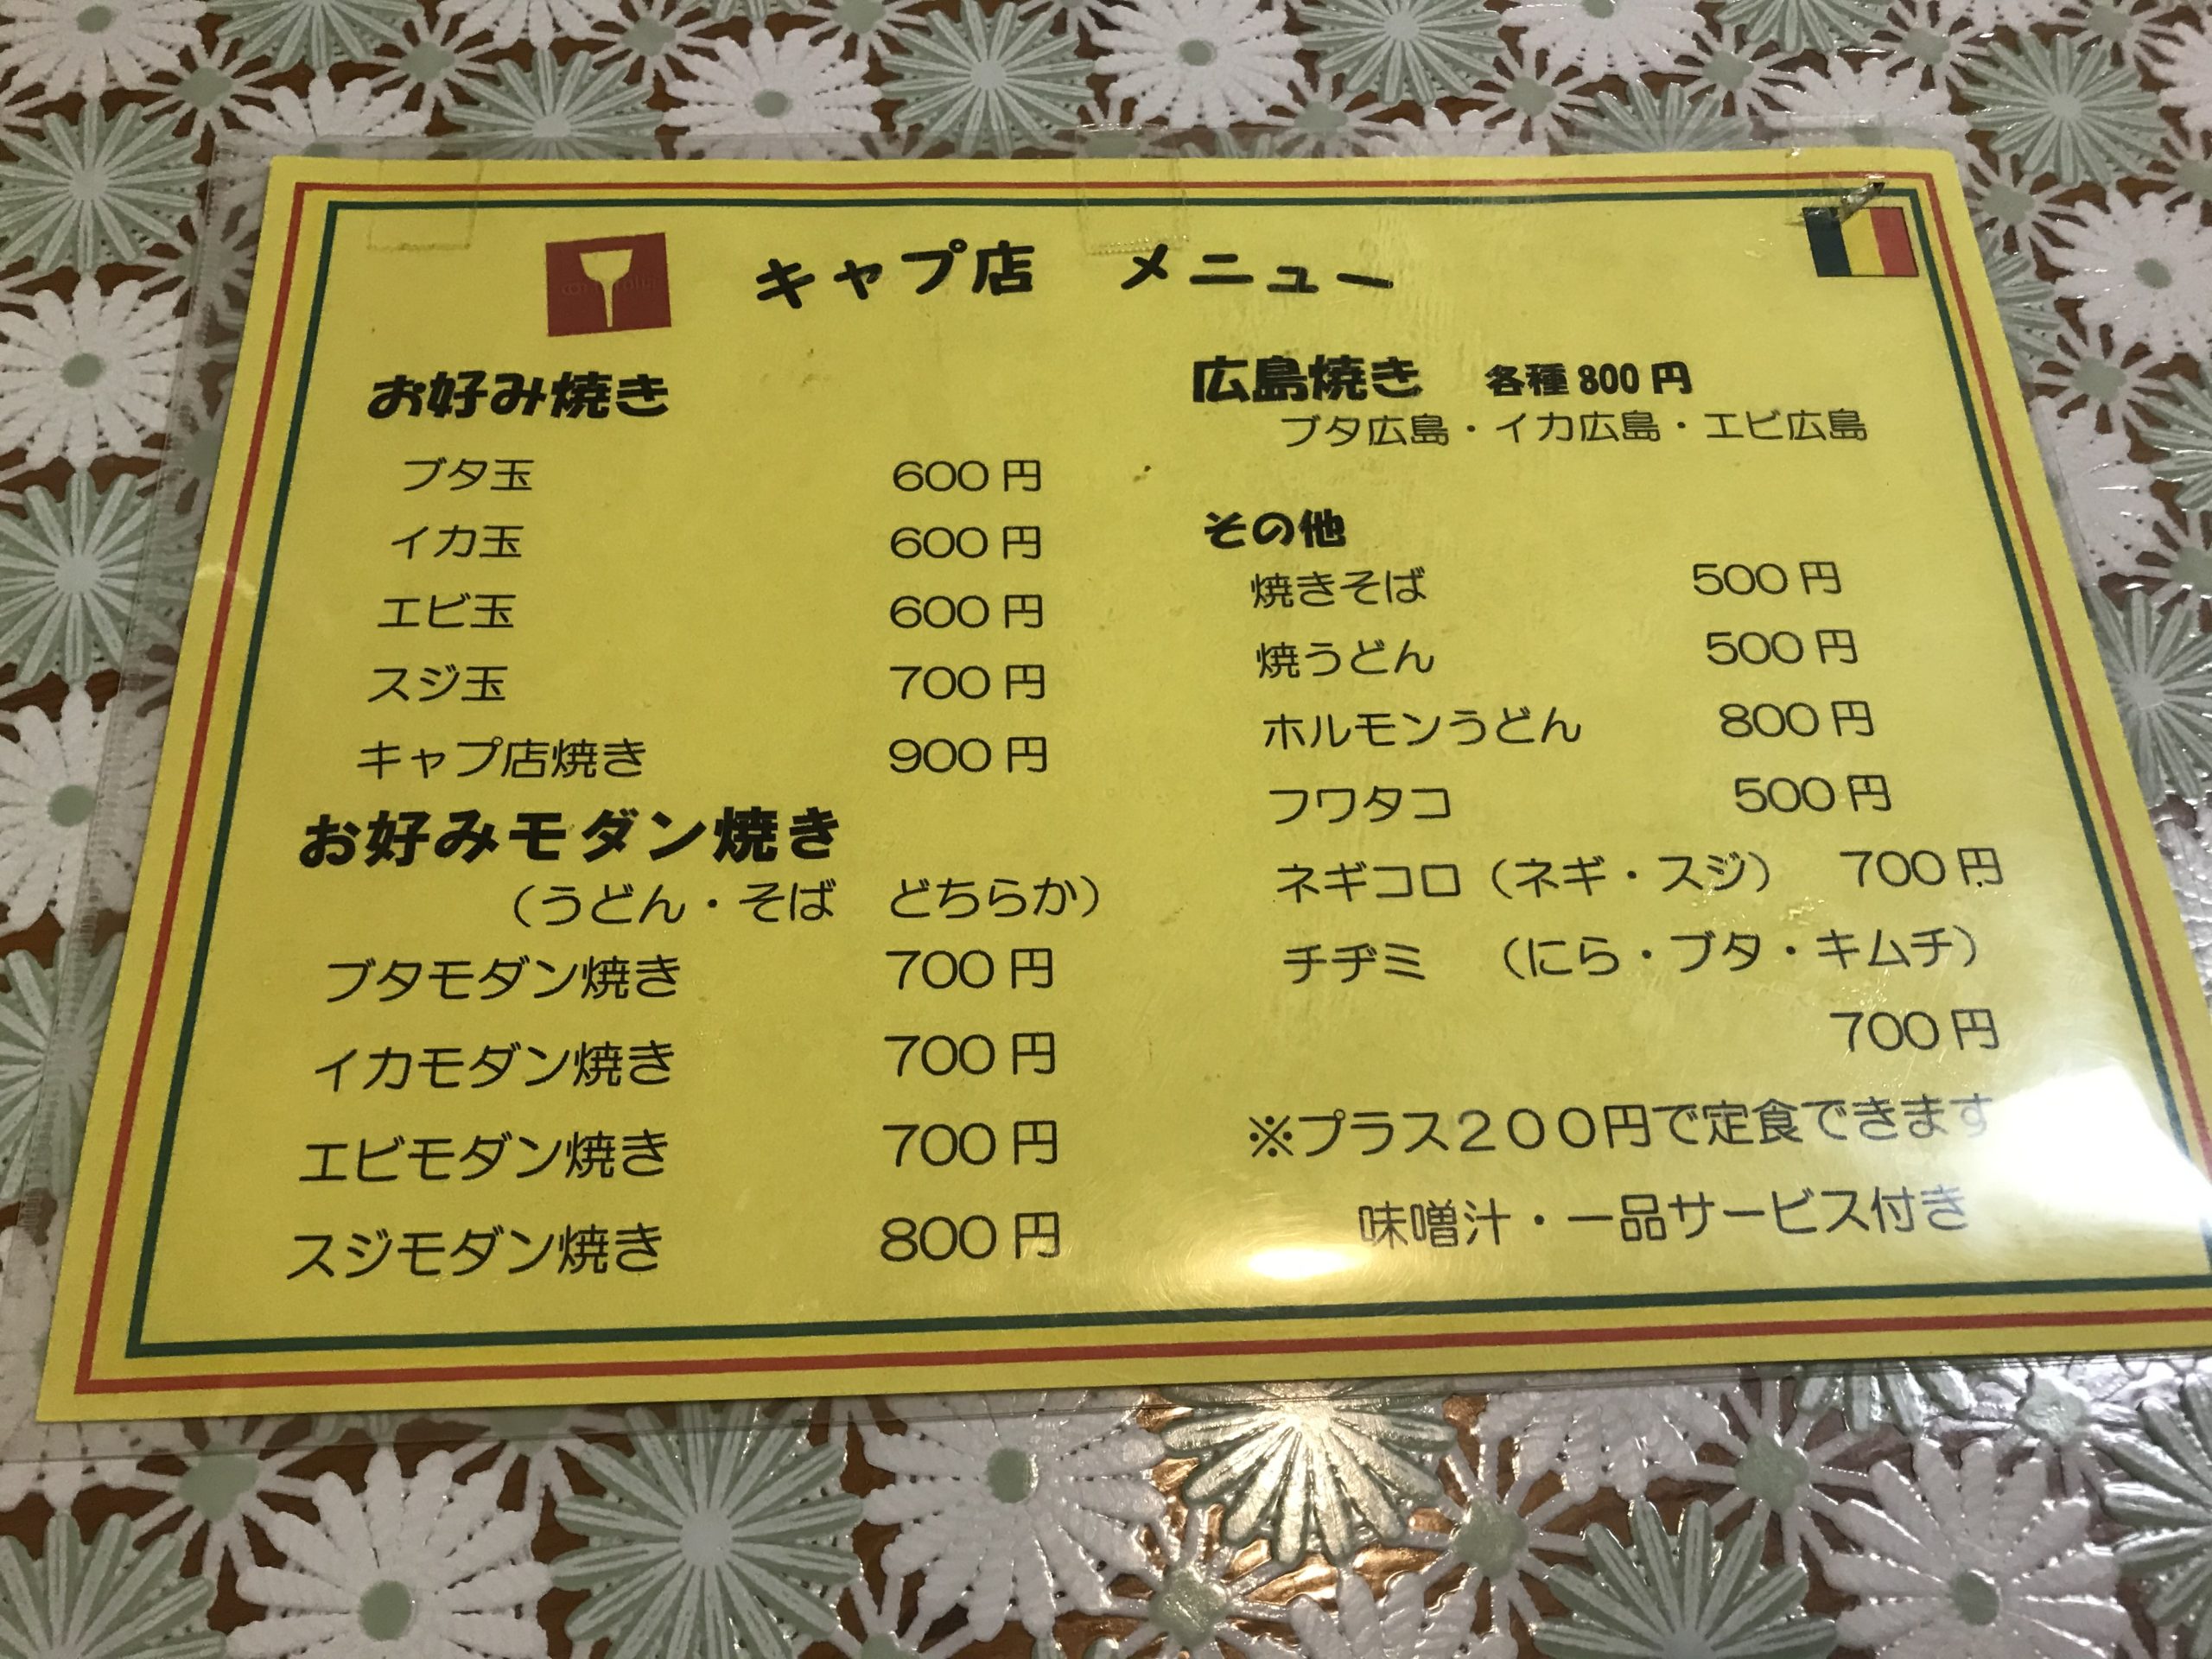 キャプ店　メニュー
お好み焼き
ブタ玉 600円
イカ玉 600円
エビ玉 600円
スジ玉 700円
キャプ店焼き 900円
お好みモダン焼き
（うどん・そば　どちらか）
ブタモダン焼き 700円
イカモダン焼き 700円
エビモダン焼き 700円
スジモダン焼き 800円
広島焼き 各種800円
ブタ広島・イカ広島・エビ広島
その他
焼きそば 500円
焼うどん 500円
ホルモンうどん 800円
フワタコ 500円
ネギコロ（ネギ・スジ） 700円
チヂミ （にら・ブタ・キムチ）
700円
※プラス２００円で定食できます
味噌汁・一品サービス付き